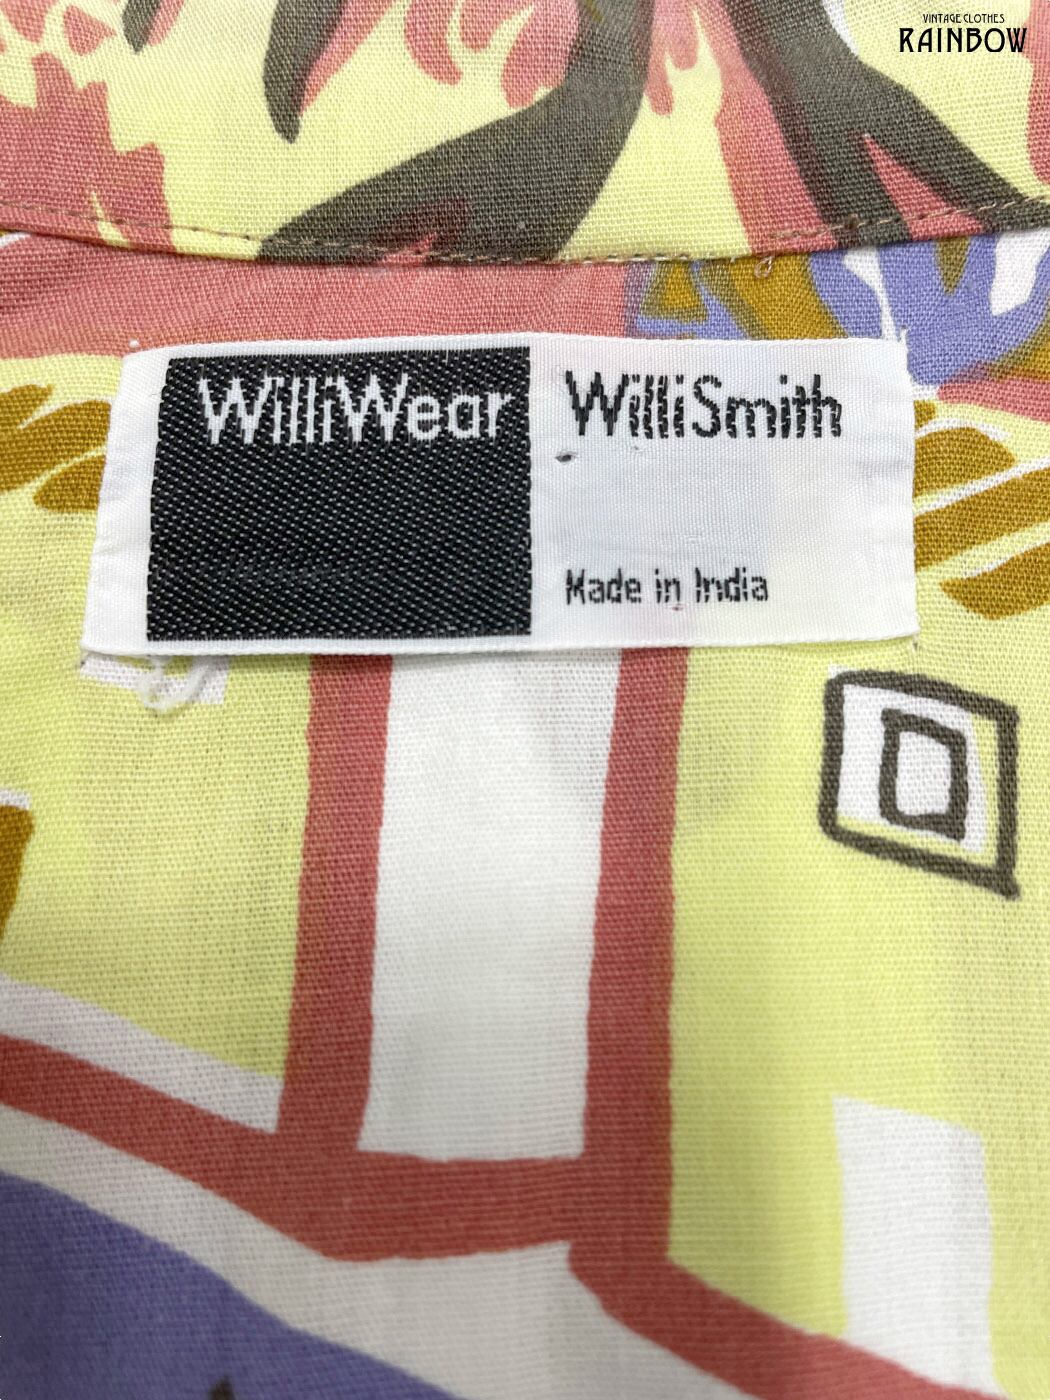 VINTAGE CLOTHES
RAINBOW
WilliWear WilliSmith
Made in India